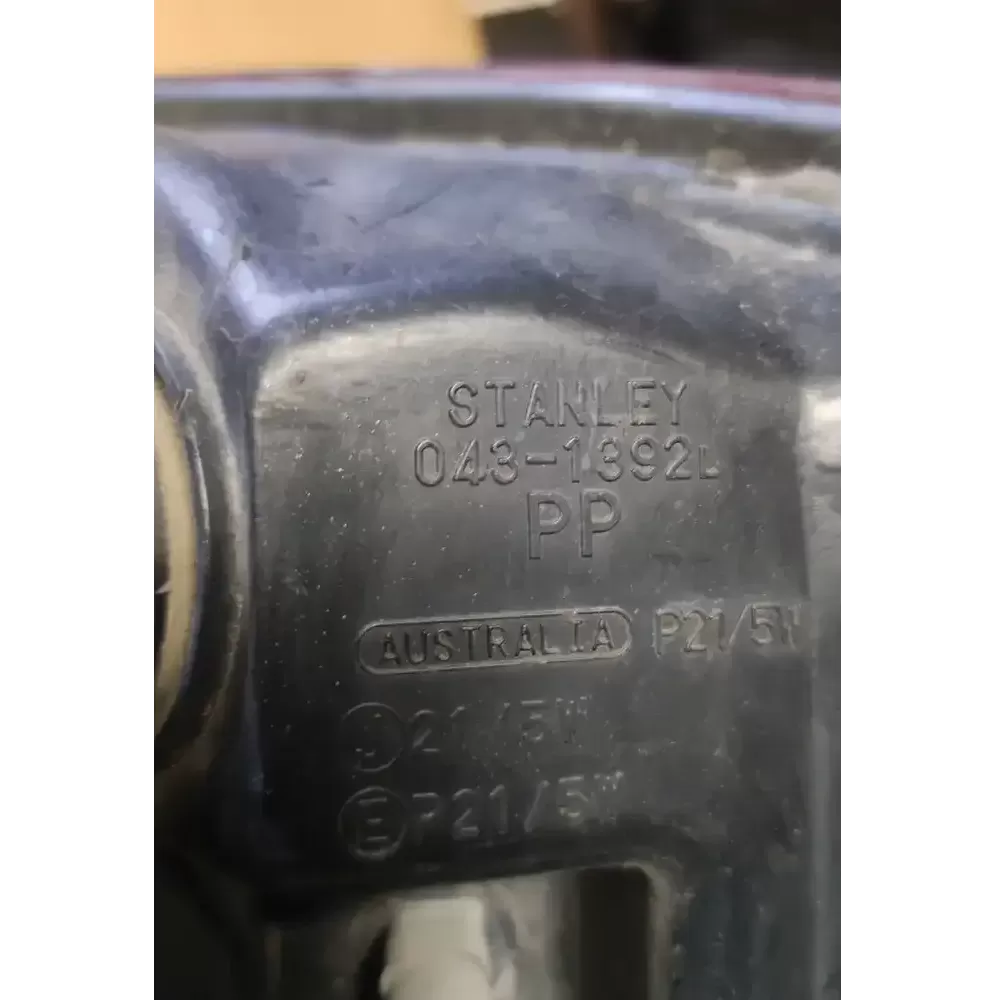 STANLEY
043-1392L
PP
AUSTRALIA P21/5W
J 21/5W
E P21/5W